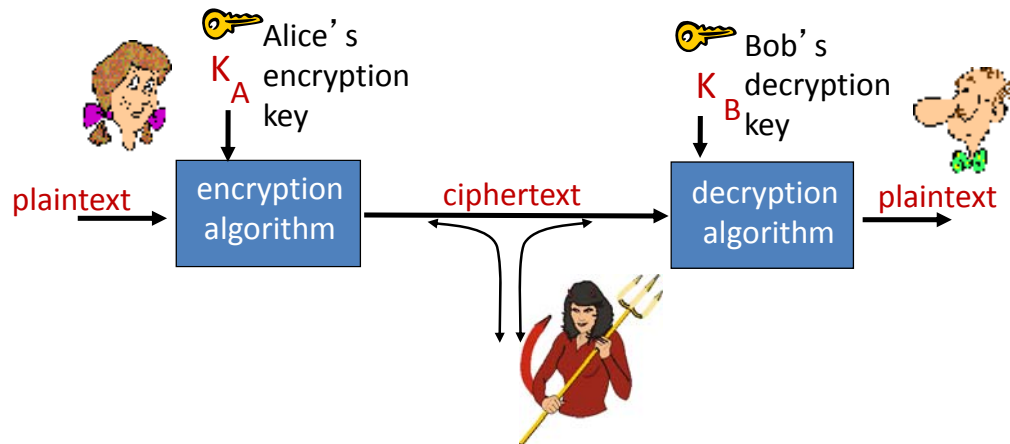 Alice's
encryption
key
K
A
Bob's
decryption
key
K
B
plaintext
encryption
algorithm
ciphertext
decryption
algorithm
plaintext